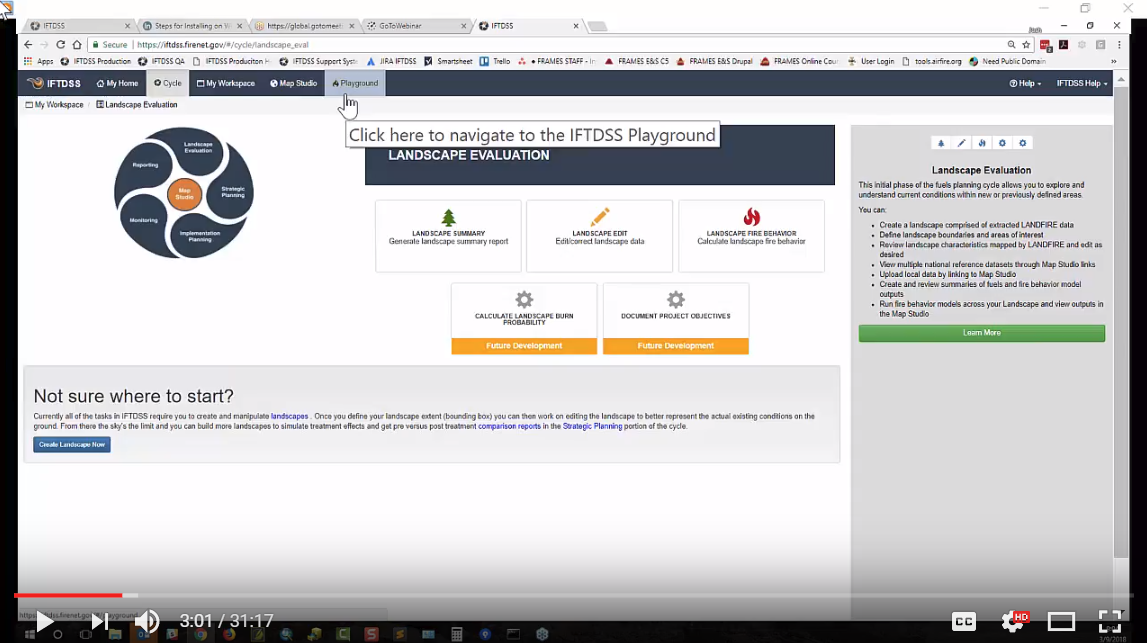 IFTDSS
Steps for Installing on W
https://global.gotomeet
GoToWebinar
IFTDSS
Secure
https://iftdss.firenet.gov/#/cycle/landscape_eval
Apps
IFTDSS Production
IFTDSS QA
IFTDSS Produciton H
IFTDSS Support Syste
JIRA IFTDSS
Smartsheet
Trello
FRAMES STAFF - In
FRAMES E&S C5
FRAMES E&S Drupal
FRAMES Online Cour
User Login
tools.airfire.org
Need Public Domain
IFTDSS
My Home
Cycle
My Workspace
Map Studio
Playground
Help
IFTDSS Help
My Workspace / Landscape Evaluation
Click here to navigate to the IFTDSS Playground
Landscape
Evaluation
Reporting
Map
Studio
Strategic
Planning
Monitoring
Implementation
Planning
LANDSCAPE EVALUATION
LANDSCAPE SUMMARY
Generate landscape summary report
LANDSCAPE EDIT
Edit/correct landscape data
LANDSCAPE FIRE BEHAVIOR
Calculate landscape fire behavior
CALCULATE LANDSCAPE BURN
PROBABILITY
Future Development
DOCUMENT PROJECT OBJECTIVES
Future Development
Landscape Evaluation
This initial phase of the fuels planning cycle allows you to explore and
understand current conditions within new or previously defined areas.
You can:
Create a landscape comprised of extracted LANDFIRE data
Define landscape boundaries and areas of interest
Review landscape characteristics mapped by LANDFIRE and edit as
desired
View multiple national reference datasets through Map Studio links
Upload local data by linking to Map Studio
Create and review summaries of fuels and fire behavior model
outputs
Run fire behavior models across your Landscape and view outputs in
the Map Studio
Learn More
Not sure where to start?
Currently all of the tasks in IFTDSS require you to create and manipulate landscapes . Once you define your landscape extent (bounding box) you can then work on editing the landscape to better represent the actual existing conditions on the
ground. From there the sky's the limit and you can build more landscapes to simulate treatment effects and get pre versus post treatment comparison reports in the Strategic Planning portion of the cycle.
Create Landscape Now
https://iftdss.firenet.gov/#/playground
3:01 / 31:17
CC
HD
3/9/2018